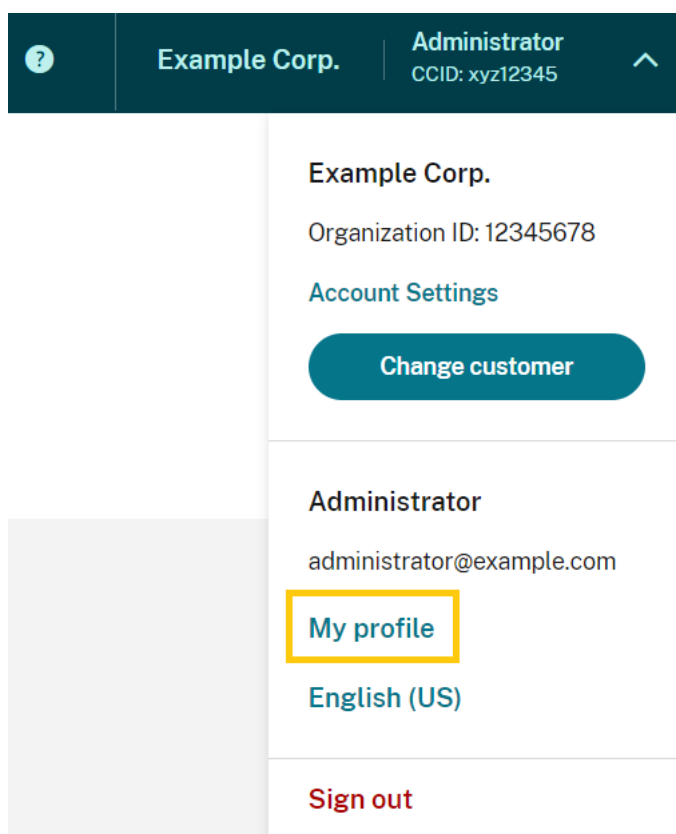 ?
Example Corp.
Administrator
CCID: xyz12345
Example Corp.
Organization ID: 12345678
Account Settings
Change customer
Administrator
administrator@example.com
My profile
English (US)
Sign out